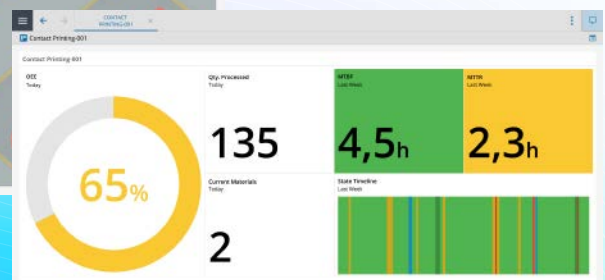 CONTACT
PRINTING-001
Contact Printing-001
Contact Printing-001
OEE
Today
65%
Qty. Processed
Today
135
Current Materials
Today
2
MTBF
Last Week
4,5h
MTTR
Last Week
2,3h
State Timeline
Last Week